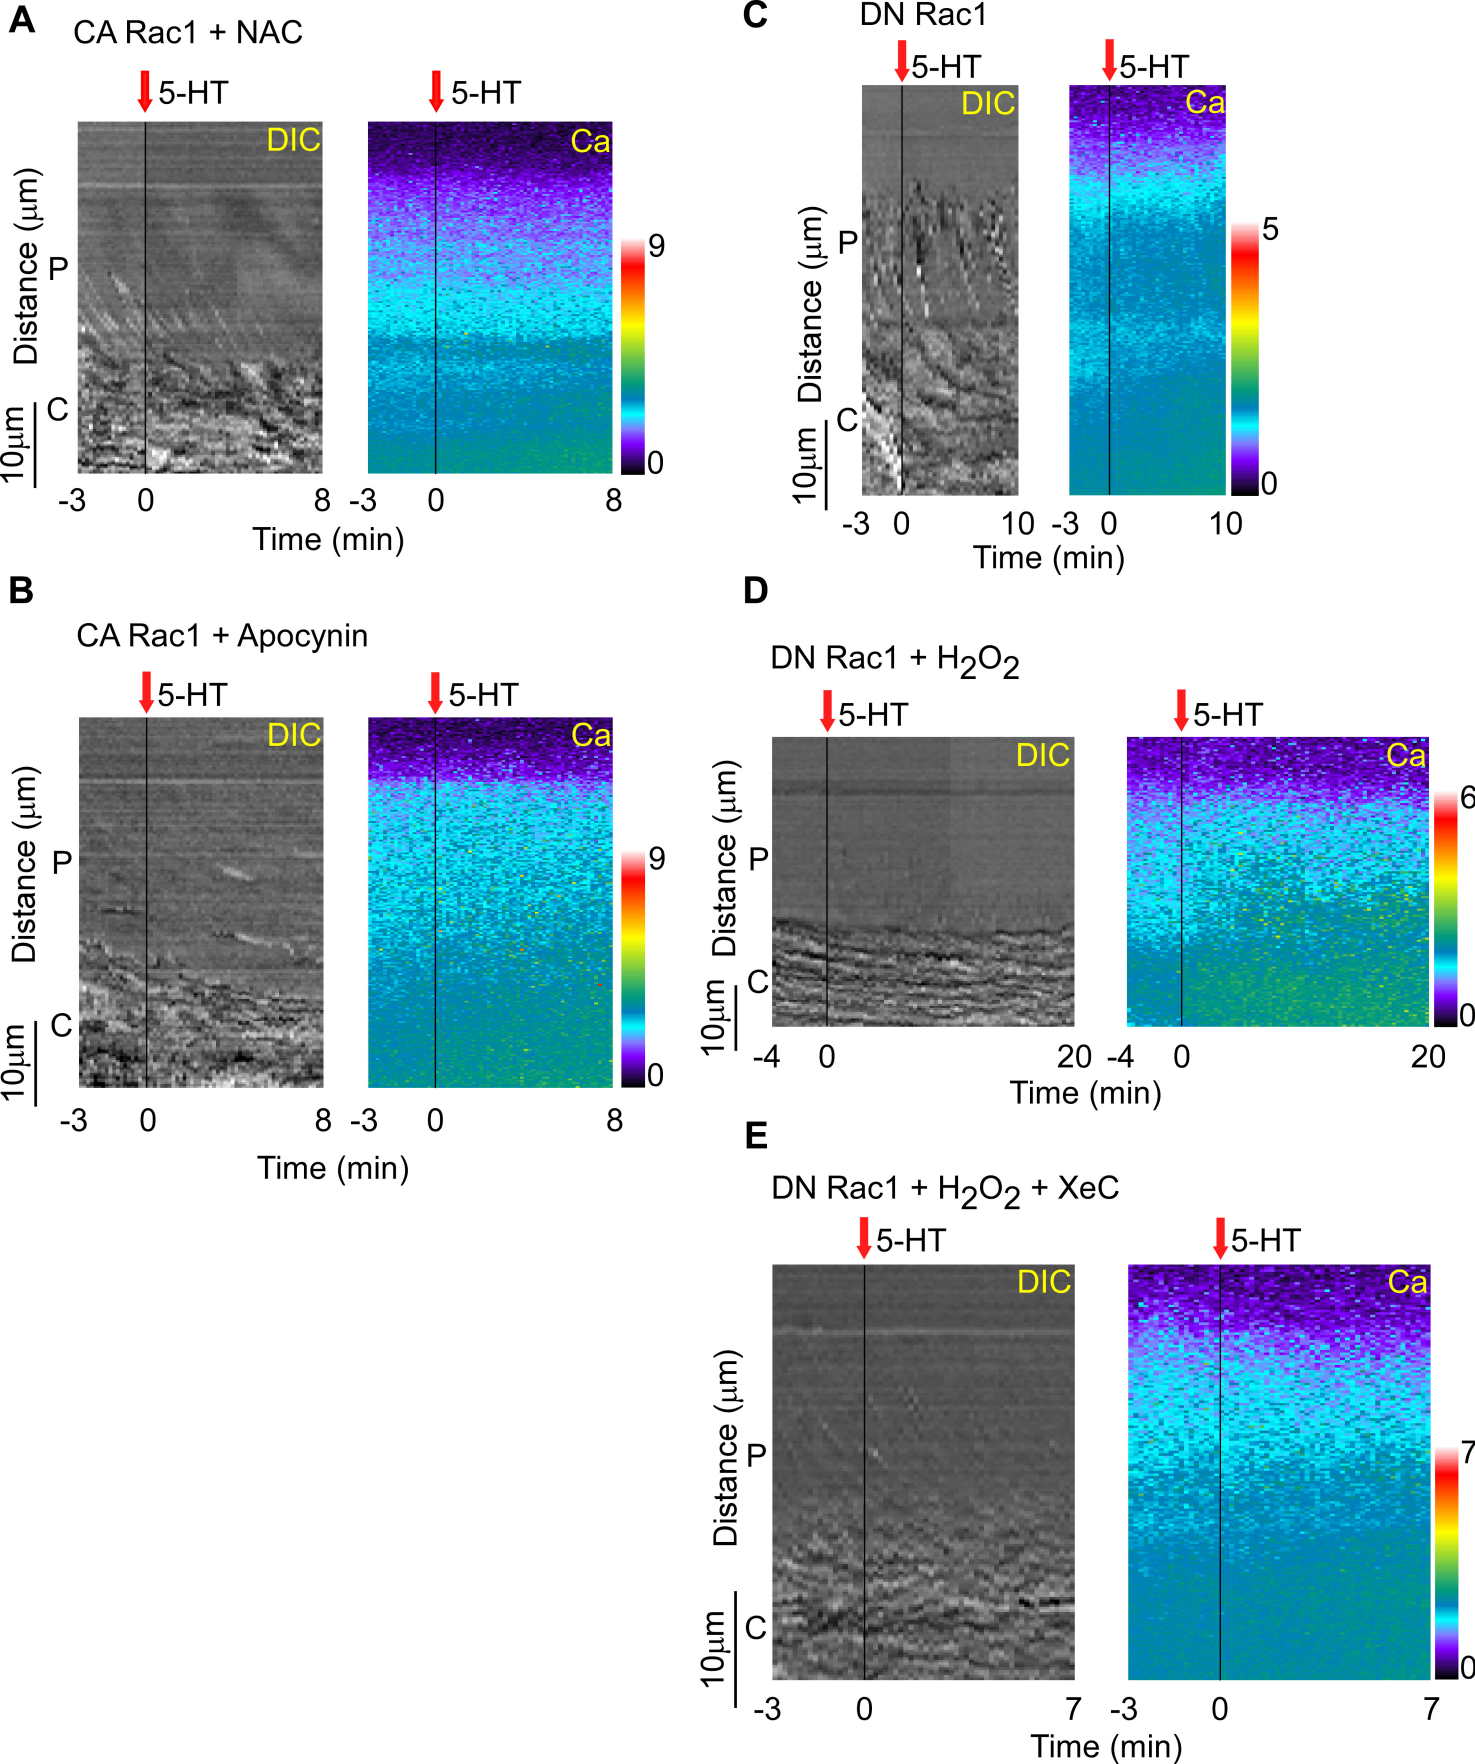 A
CA Rac1 + NAC
5-HT
5-HT
DIC
Ca
Distance (μm)
P
C
10μm
9
0
-3 0 8
-3 0 8
Time (min)
B
CA Rac1 + Apocynin
5-HT
5-HT
DIC
Ca
Distance (μm)
P
C
10μm
9
0
-3 0 8
-3 0 8
Time (min)
C
DN Rac1
5-HT
5-HT
DIC
Ca
Distance (μm)
P
C
10μm
5
0
-3 0 10
-3 0 10
Time (min)
D
DN Rac1 + H2O2
5-HT
5-HT
DIC
Ca
Distance (μm)
P
C
10μm
6
0
-4 0 20
-4 0 20
Time (min)
E
DN Rac1 + H2O2 + XeC
5-HT
5-HT
DIC
Ca
Distance (μm)
P
C
10μm
7
0
-3 0 7
-3 0 7
Time (min)